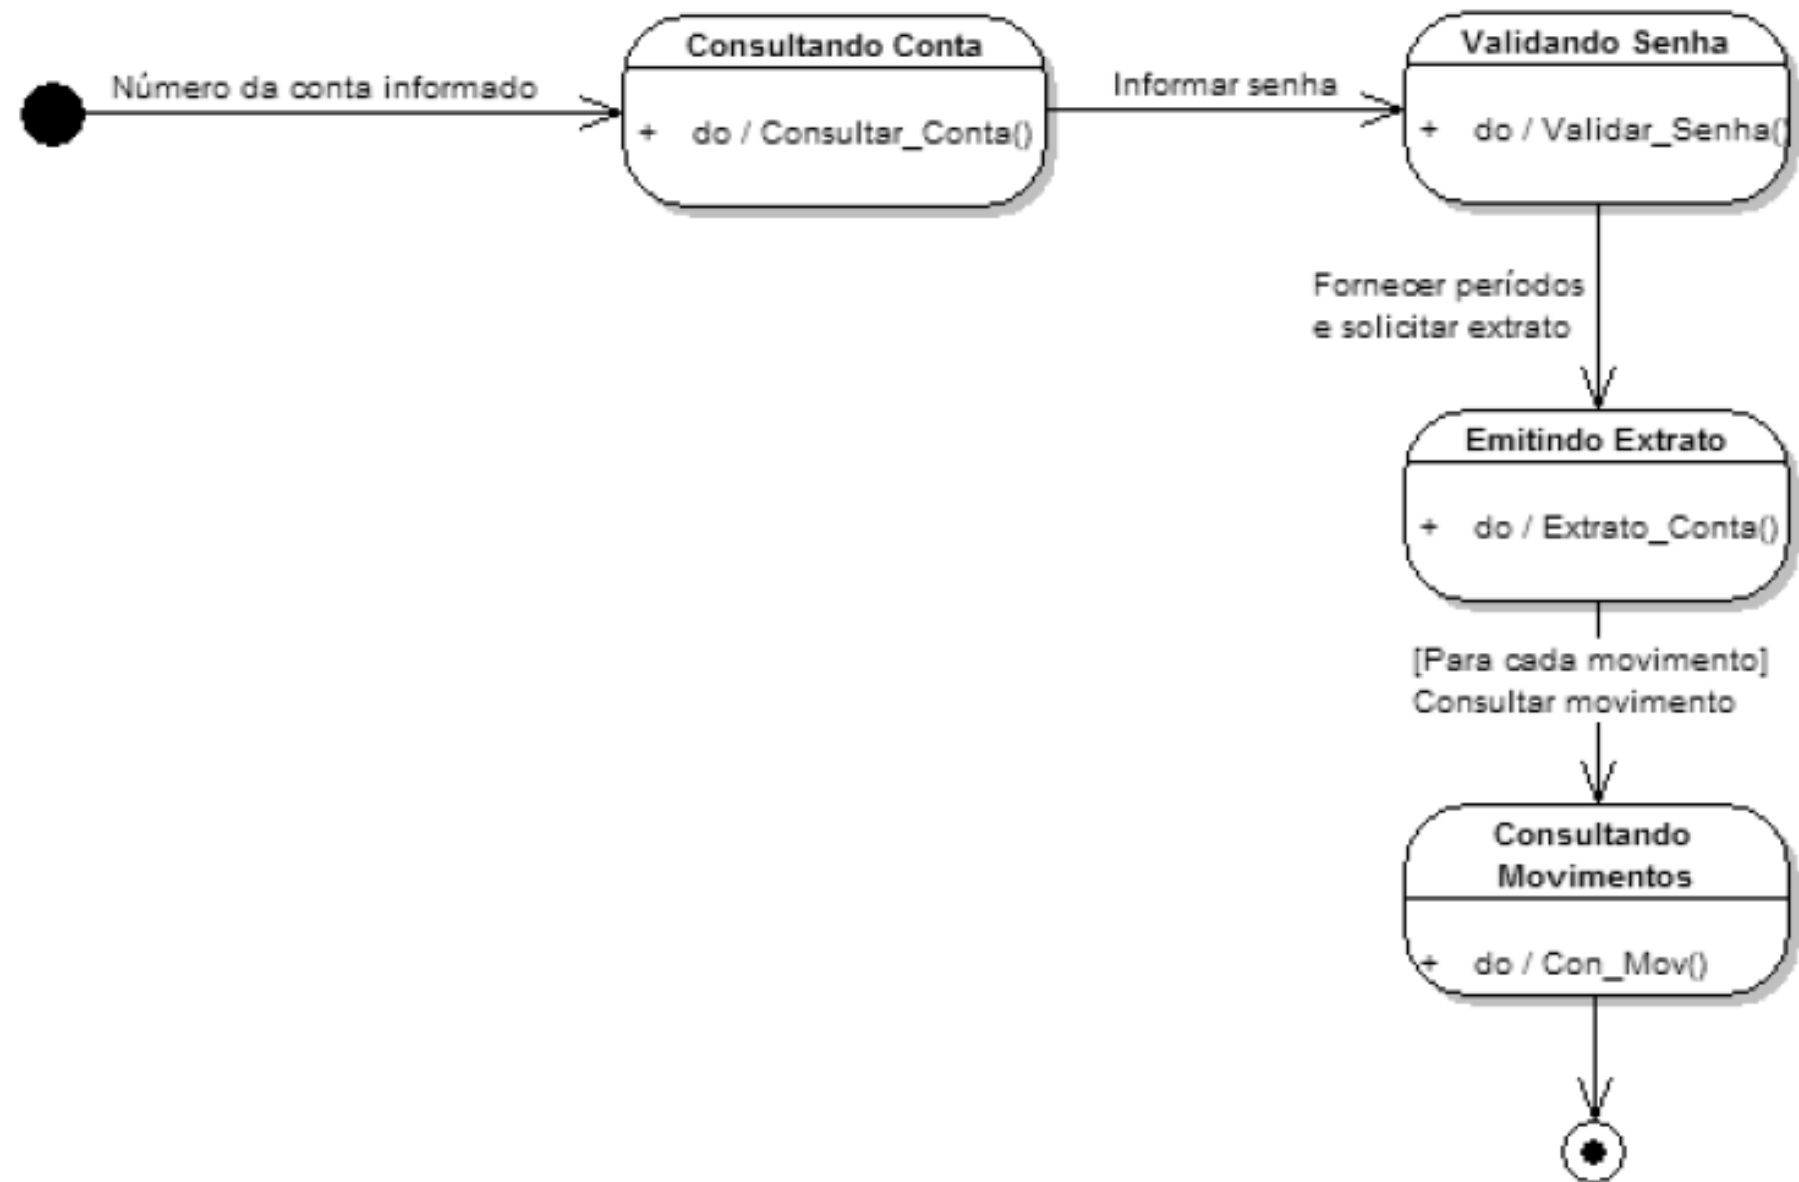 Número da conta informado
Consultando Conta
+ do / Consultar_Conta()
Informar senha
Validando Senha
+ do / Validar_Senha()
Fornecer períodos
e solicitar extrato
Emitindo Extrato
+ do / Extrato_Conta()
[Para cada movimento]
Consultar movimento
Consultando
Movimentos
+ do / Con_Mov()